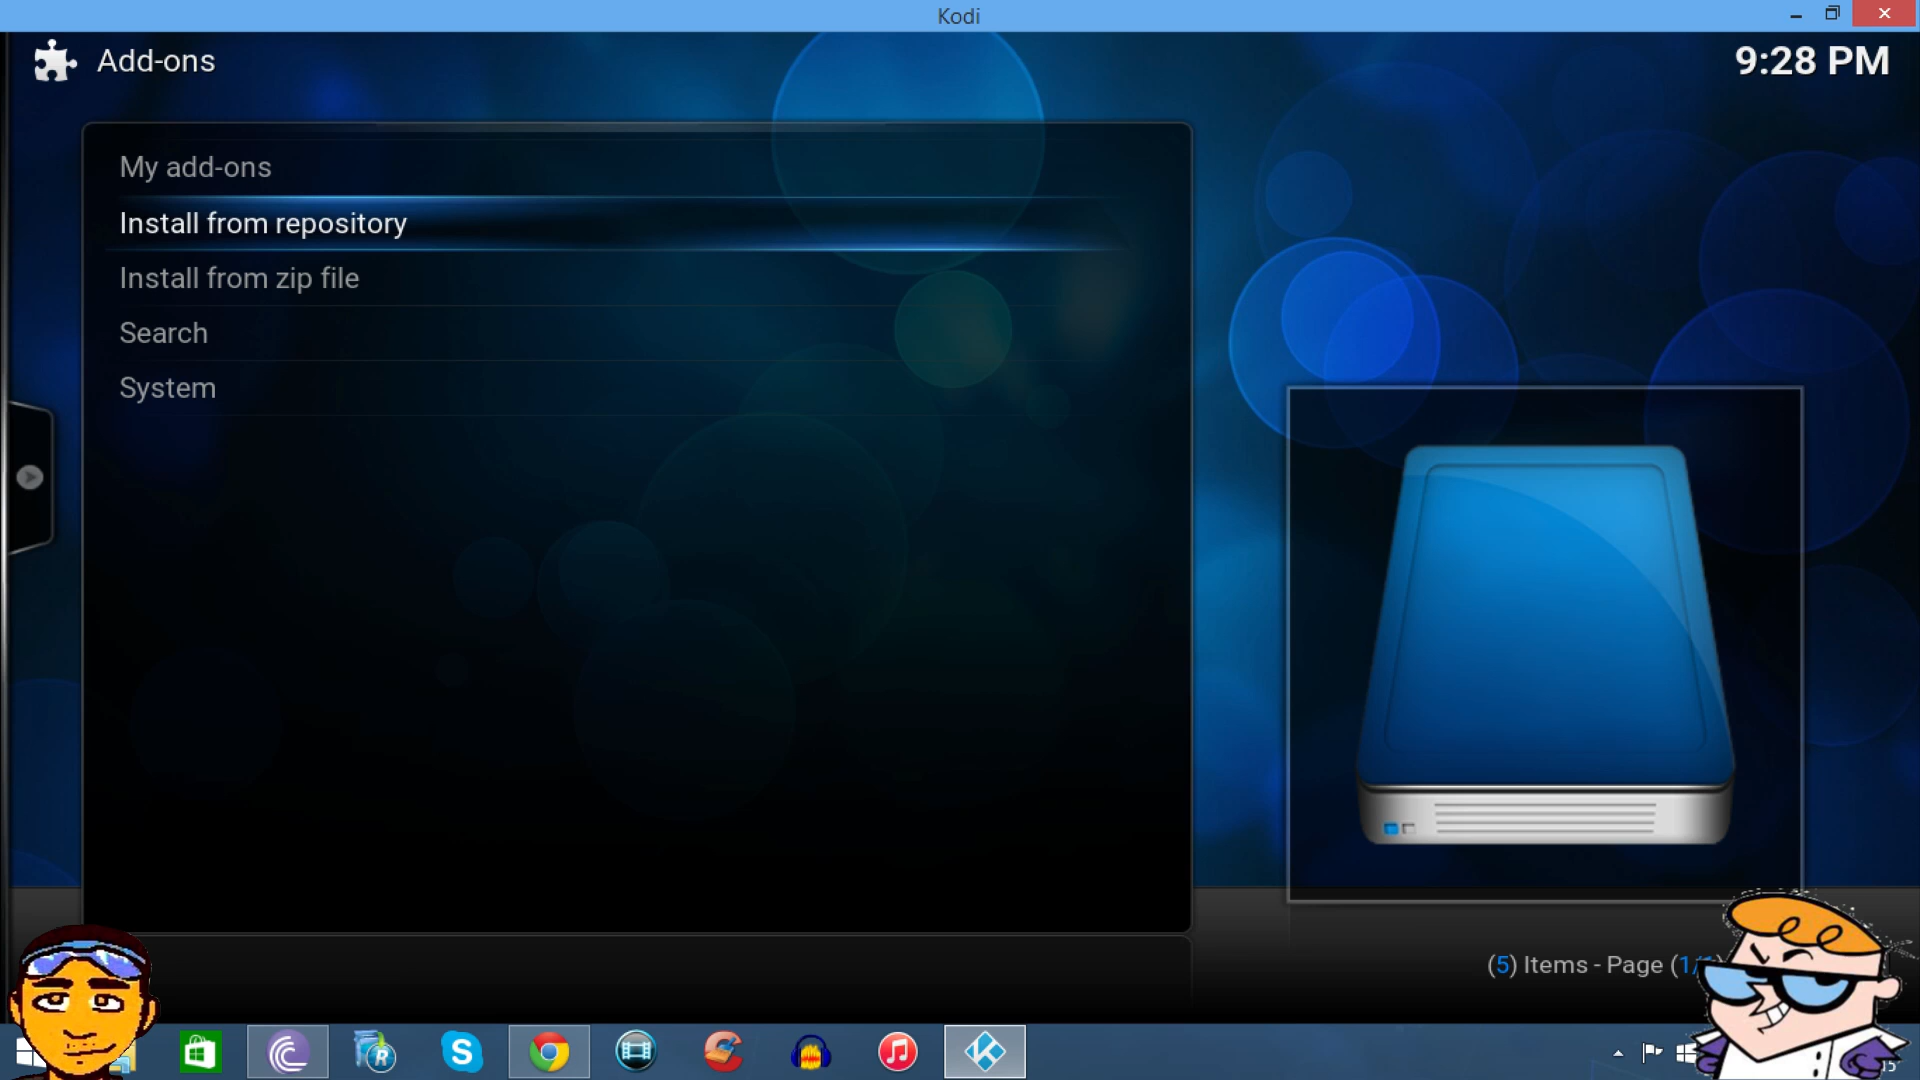 Kodi
Add-ons
9:28 PM
My add-ons
Install from repository
Install from zip file
Search
System
(5) Items - Page (1/